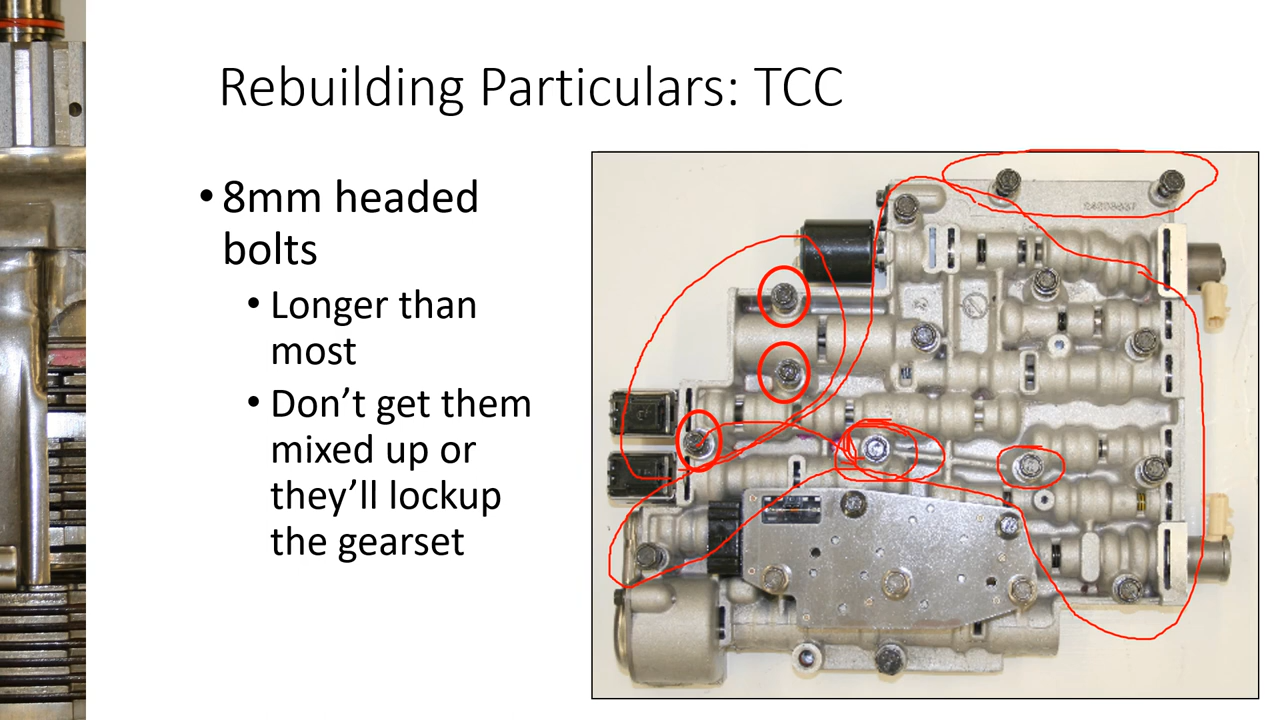 Rebuilding Particulars: TCC
• 8mm headed
bolts
• Longer than
most
• Don’t get them
mixed up or
they’ll lockup
the gearset